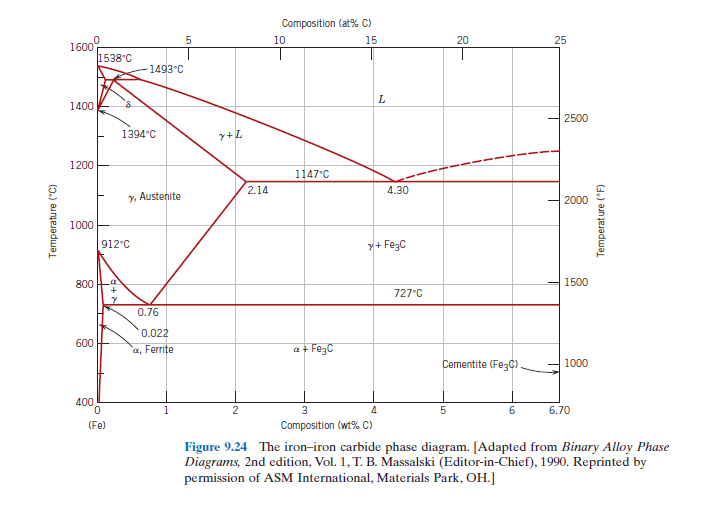 Composition (at% C)
0 5 10 15 20 25
1600
1538°C
1493°C
δ
L
1400
2500
1394°C
γ+L
1200
1147°C
2.14
4.30
γ, Austenite
2000
Temperature (°C)
Temperature (°F)
1000
912°C
γ+Fe₃C
800
α
+
γ
1500
727°C
0.76
0.022
600
α, Ferrite
α+Fe₃C
Cementite (Fe₃C)
1000
400
0 1 2 3 4 5 6 6.70
(Fe)
Composition (wt% C)
Figure 9.24 The iron–iron carbide phase diagram. [Adapted from Binary Alloy Phase
Diagrams, 2nd edition, Vol. 1, T. B. Massalski (Editor-in-Chief), 1990. Reprinted by
permission of ASM International, Materials Park, OH.]